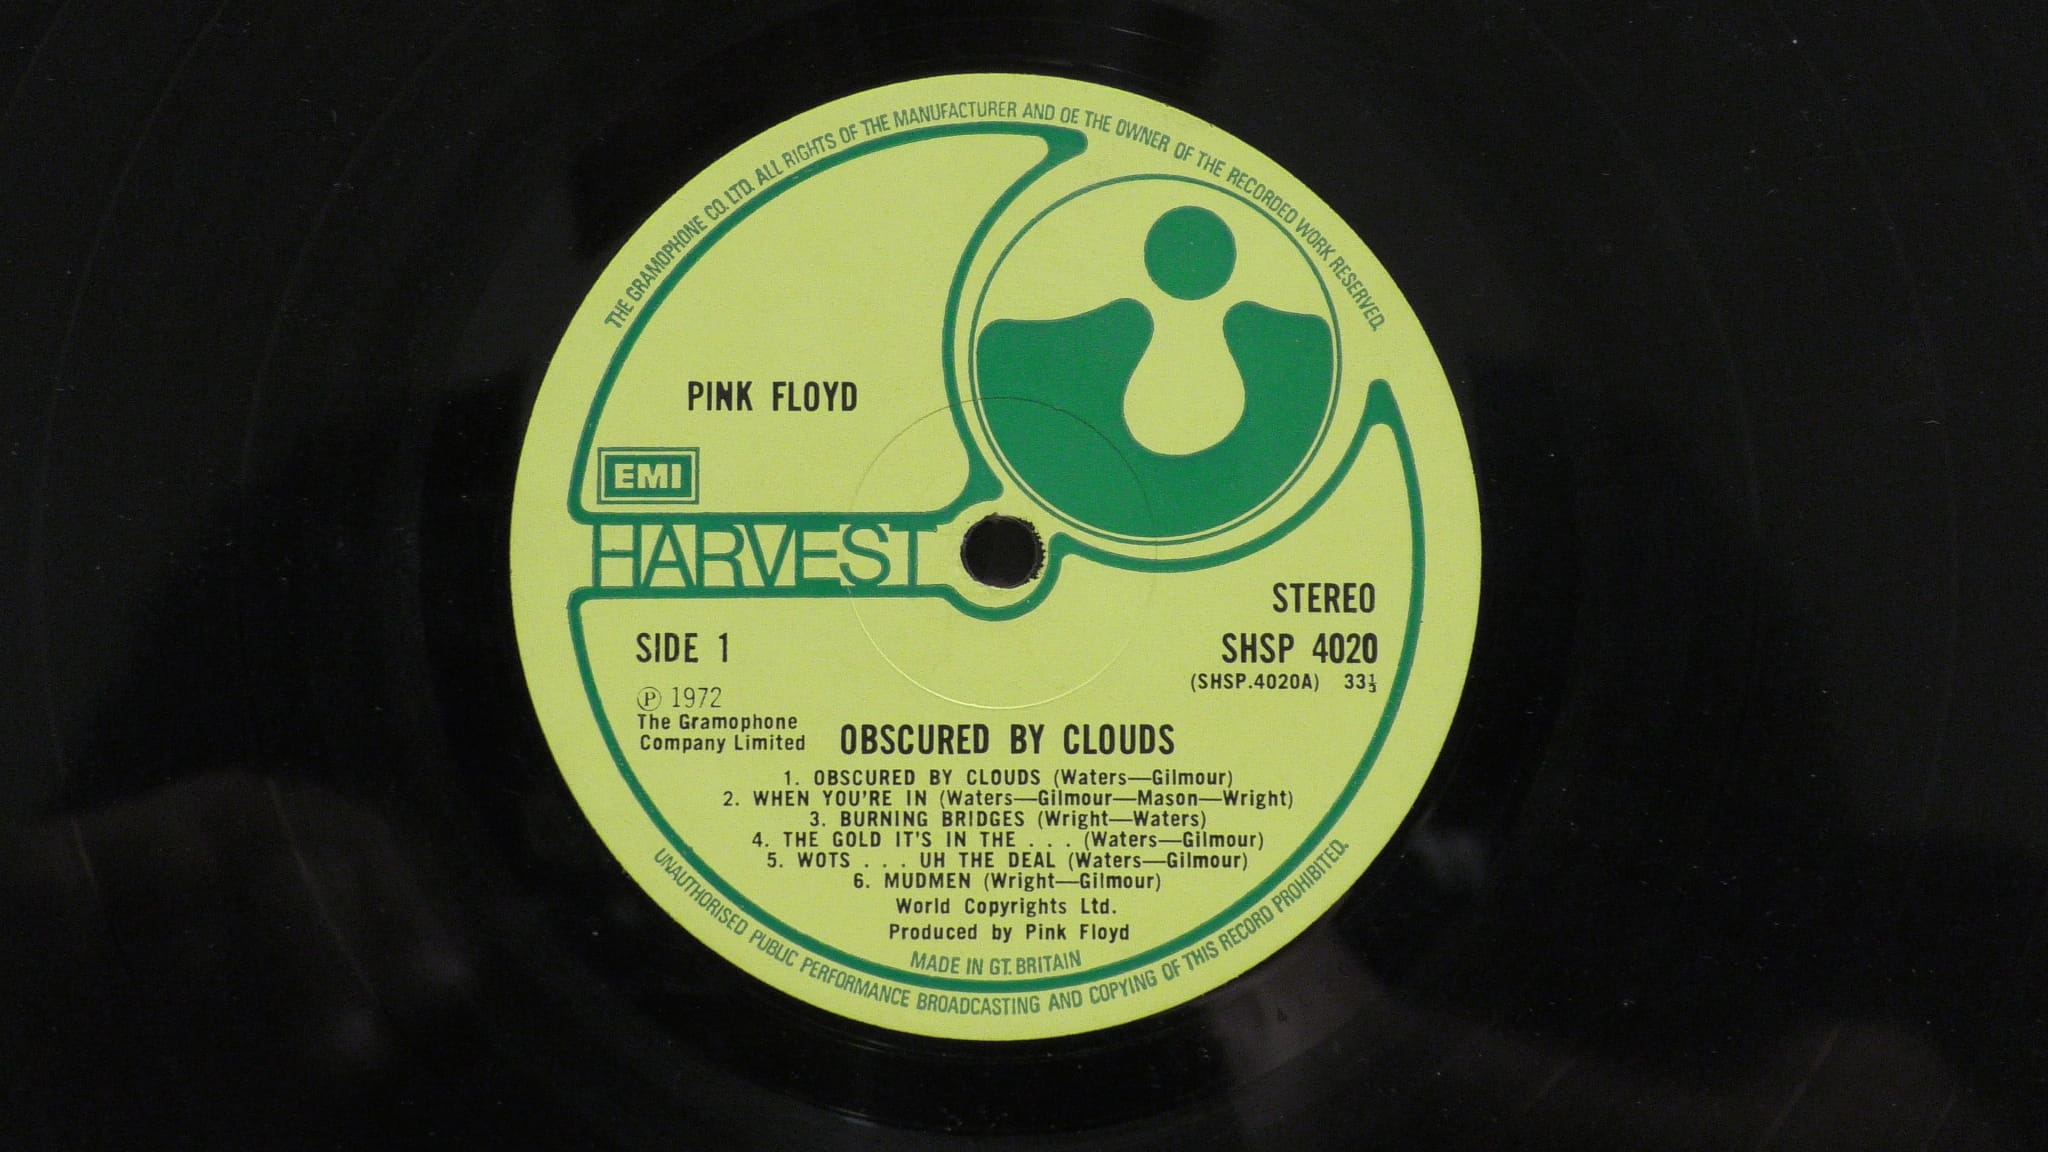 THE GRAMOPHONE CO. LTD. ALL RIGHTS OF THE MANUFACTURER AND OF THE OWNER OF THE RECORDED WORK RESERVED.
PINK FLOYD
EMI
HARVEST
STEREO
SIDE 1
SHSP 4020
(SHSP.4020A) 33⅓
Ⓟ 1972
The Gramophone
Company Limited
OBSCURED BY CLOUDS
1. OBSCURED BY CLOUDS (Waters—Gilmour)
2. WHEN YOU'RE IN (Waters—Gilmour—Mason—Wright)
3. BURNING BRIDGES (Wright—Waters)
4. THE GOLD IT'S IN THE . . . (Waters—Gilmour)
5. WOTS . . . UH THE DEAL (Waters—Gilmour)
6. MUDMEN (Wright—Gilmour)
World Copyrights Ltd.
Produced by Pink Floyd
MADE IN GT. BRITAIN
UNAUTHORISED PUBLIC PERFORMANCE BROADCASTING AND COPYING OF THIS RECORD PROHIBITED.